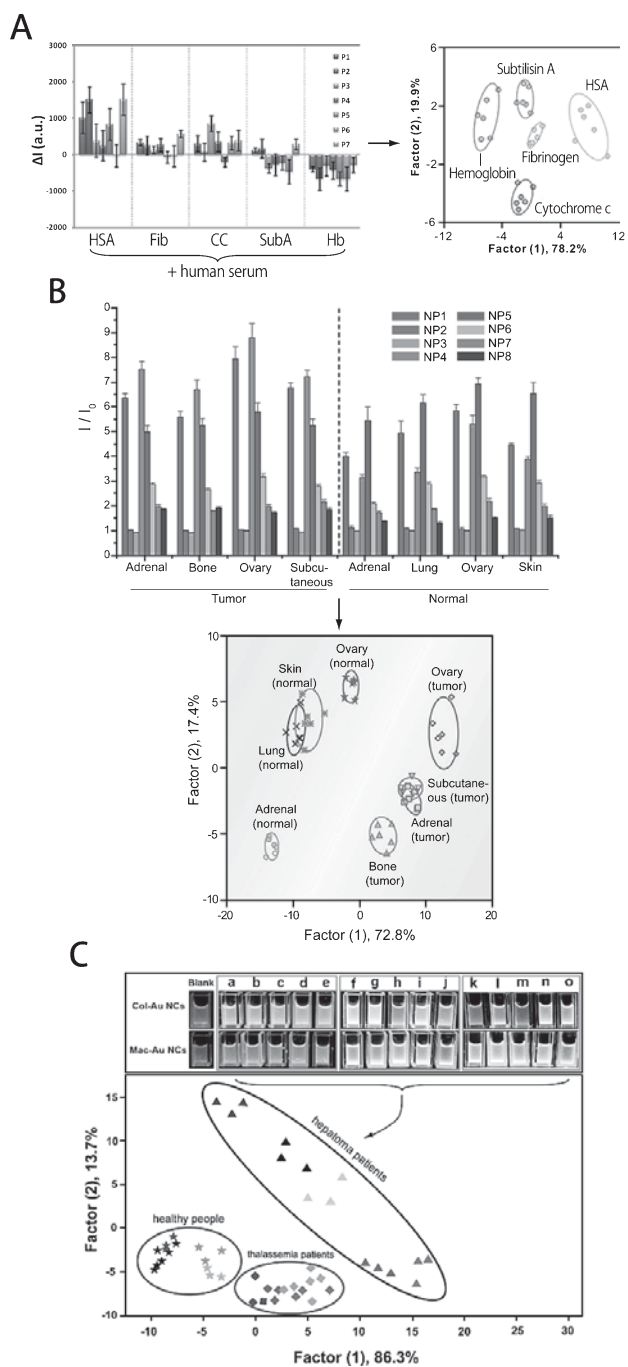 A
3000
2000
1000
0
-1000
-2000
ΔI (a.u.)
P1
P2
P3
P4
P5
P6
P7
HSA Fib CC SubA Hb
+ human serum
6
2
-2
-6
Factor (2), 19.9%
Subtilisin A
HSA
Fibrinogen
Hemoglobin
Cytochrome c
-12 -4 4 12
Factor (1), 78.2%
B
0
9
8
7
6
5
4
3
2
1
0
I / I0
NP1 NP5
NP2 NP6
NP3 NP7
NP4 NP8
Adrenal Bone Ovary Subcu-
taneous
Adrenal Lung Ovary Skin
Tumor Normal
10
5
0
-5
-10
Factor (2), 17.4%
Ovary
(normal)
Skin
(normal)
Ovary
(tumor)
Lung
(normal)
Subcutane-
ous (tumor)
Adrenal
(normal)
Adrenal
(tumor)
Bone
(tumor)
-20 -10 0 10 20
Factor (1), 72.8%
C
Blank a b c d e f g h i j k l m n o
Col-Au NCs
Mac-Au NCs
15
10
5
0
-5
-10
Factor (2), 13.7%
hepatoma patients
healthy people
thalassemia patients
-10 -5 0 5 10 15 20 25 30
Factor (1), 86.3%